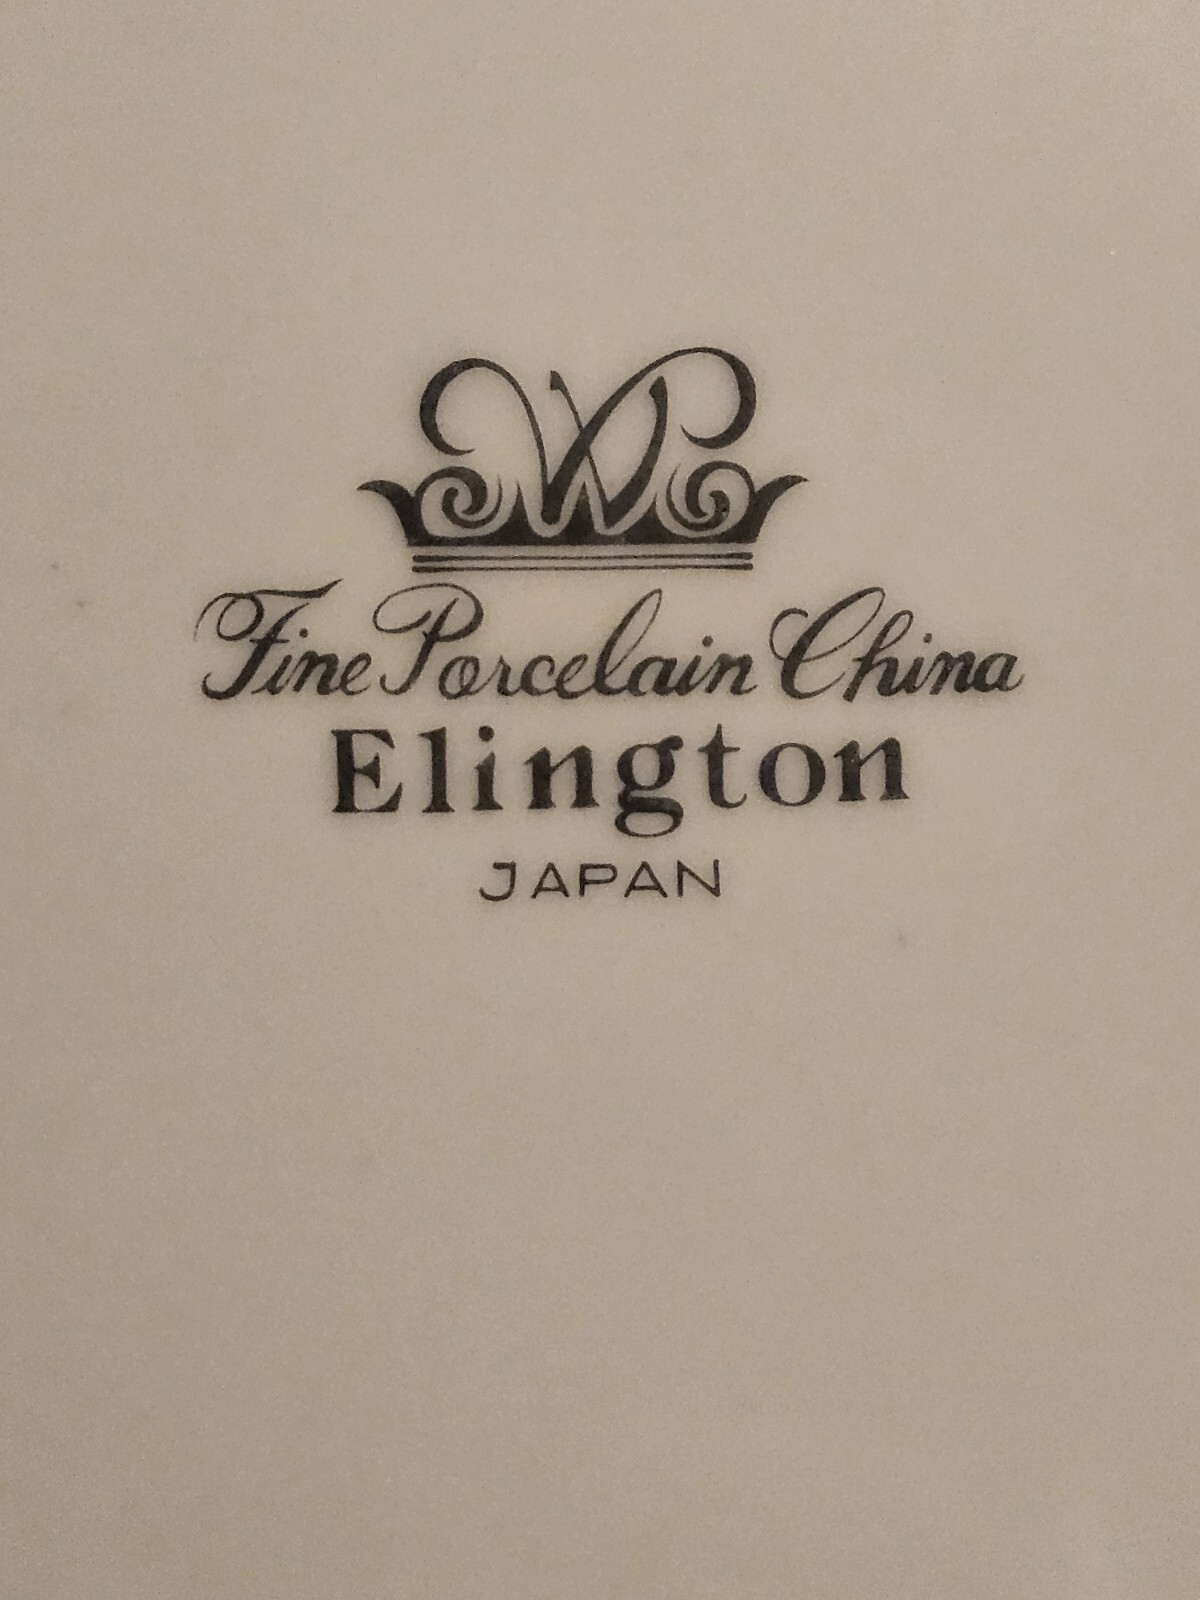 W
Fine Porcelain China
Elington
JAPAN